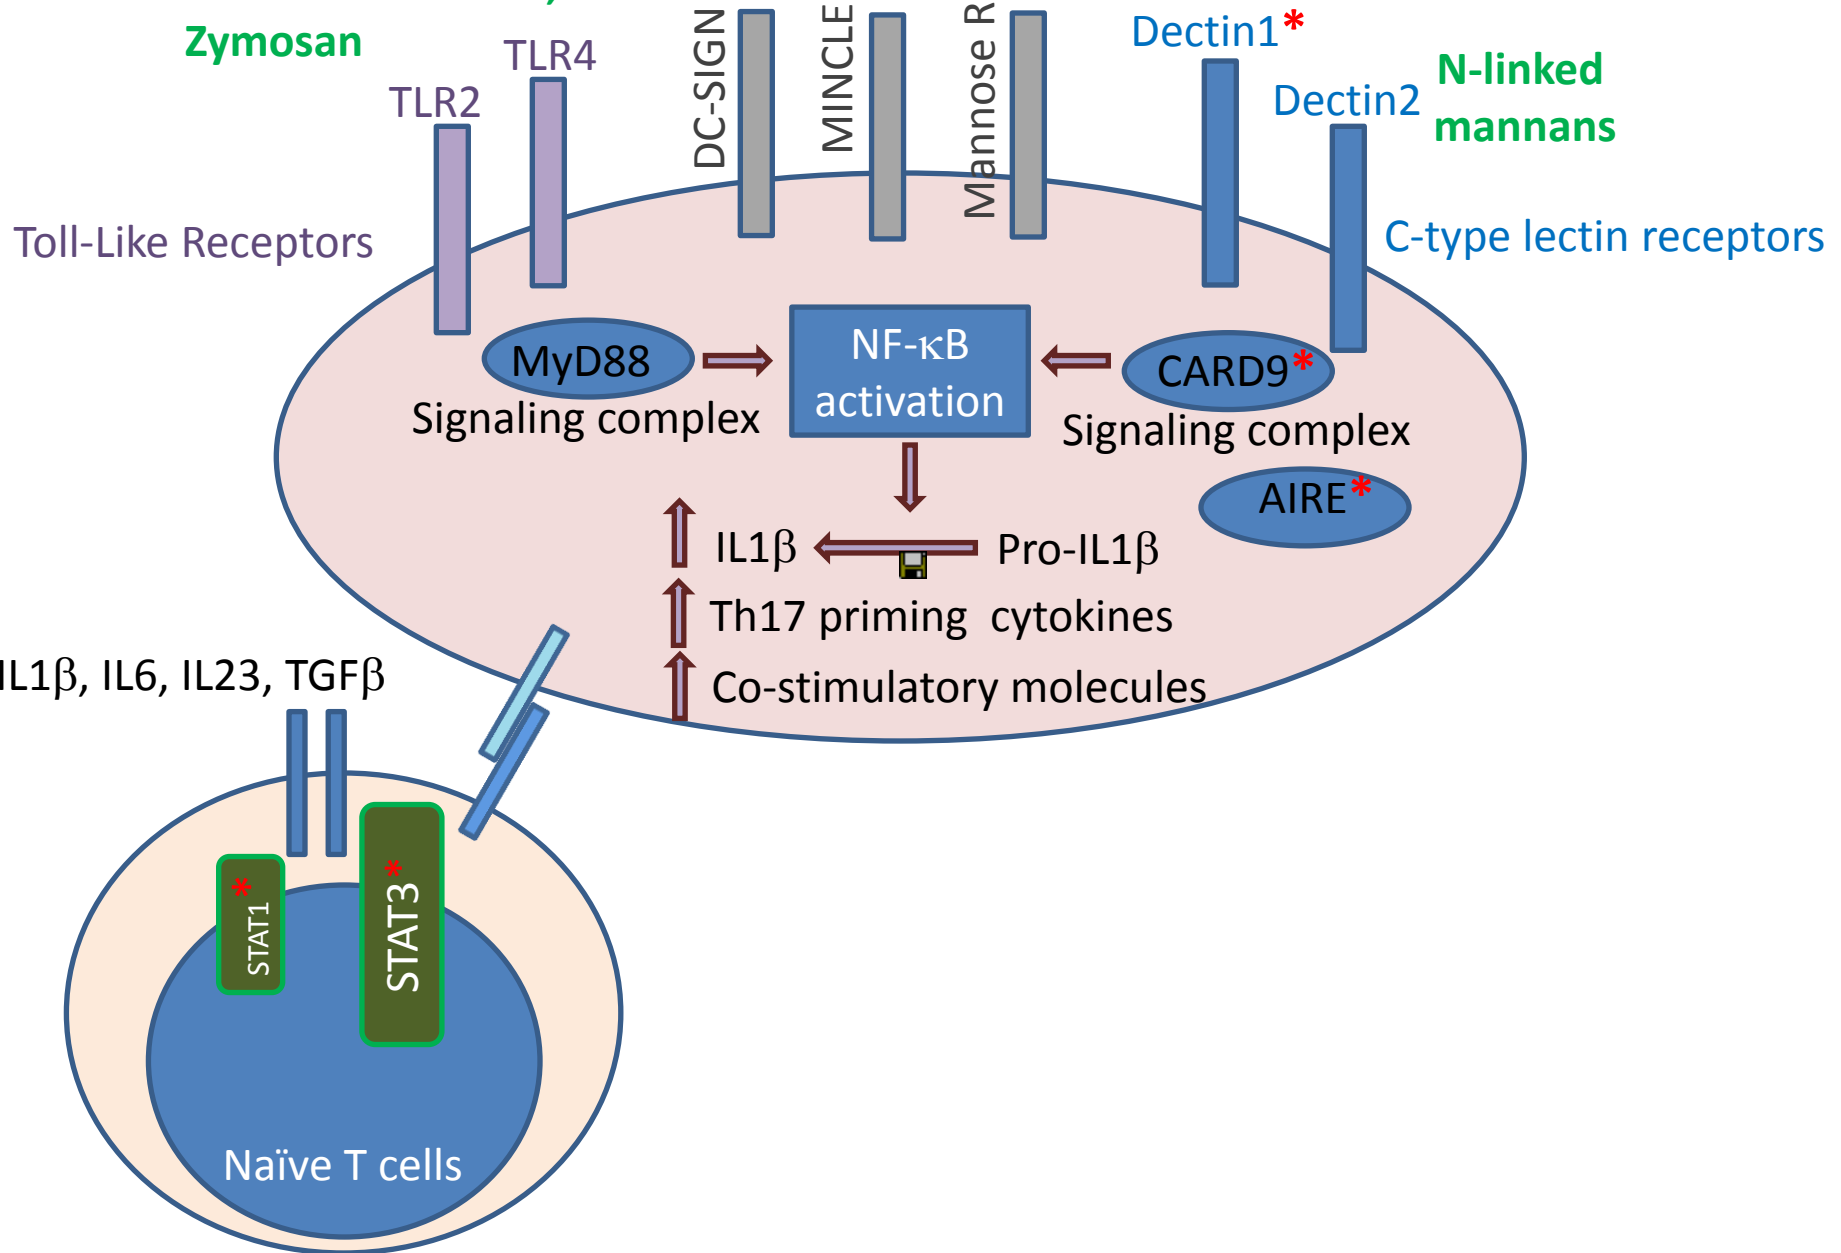 Zymosan
TLR2
TLR4
DC-SIGN
MINCLE
Mannose R
Dectin1*
Dectin2
N-linked
mannans
Toll-Like Receptors
C-type lectin receptors
MyD88
Signaling complex
NF-κB
activation
CARD9*
Signaling complex
AIRE*
IL1β
Pro-IL1β
Th17 priming cytokines
Co-stimulatory molecules
IL1β, IL6, IL23, TGFβ
STAT1*
STAT3*
Naïve T cells